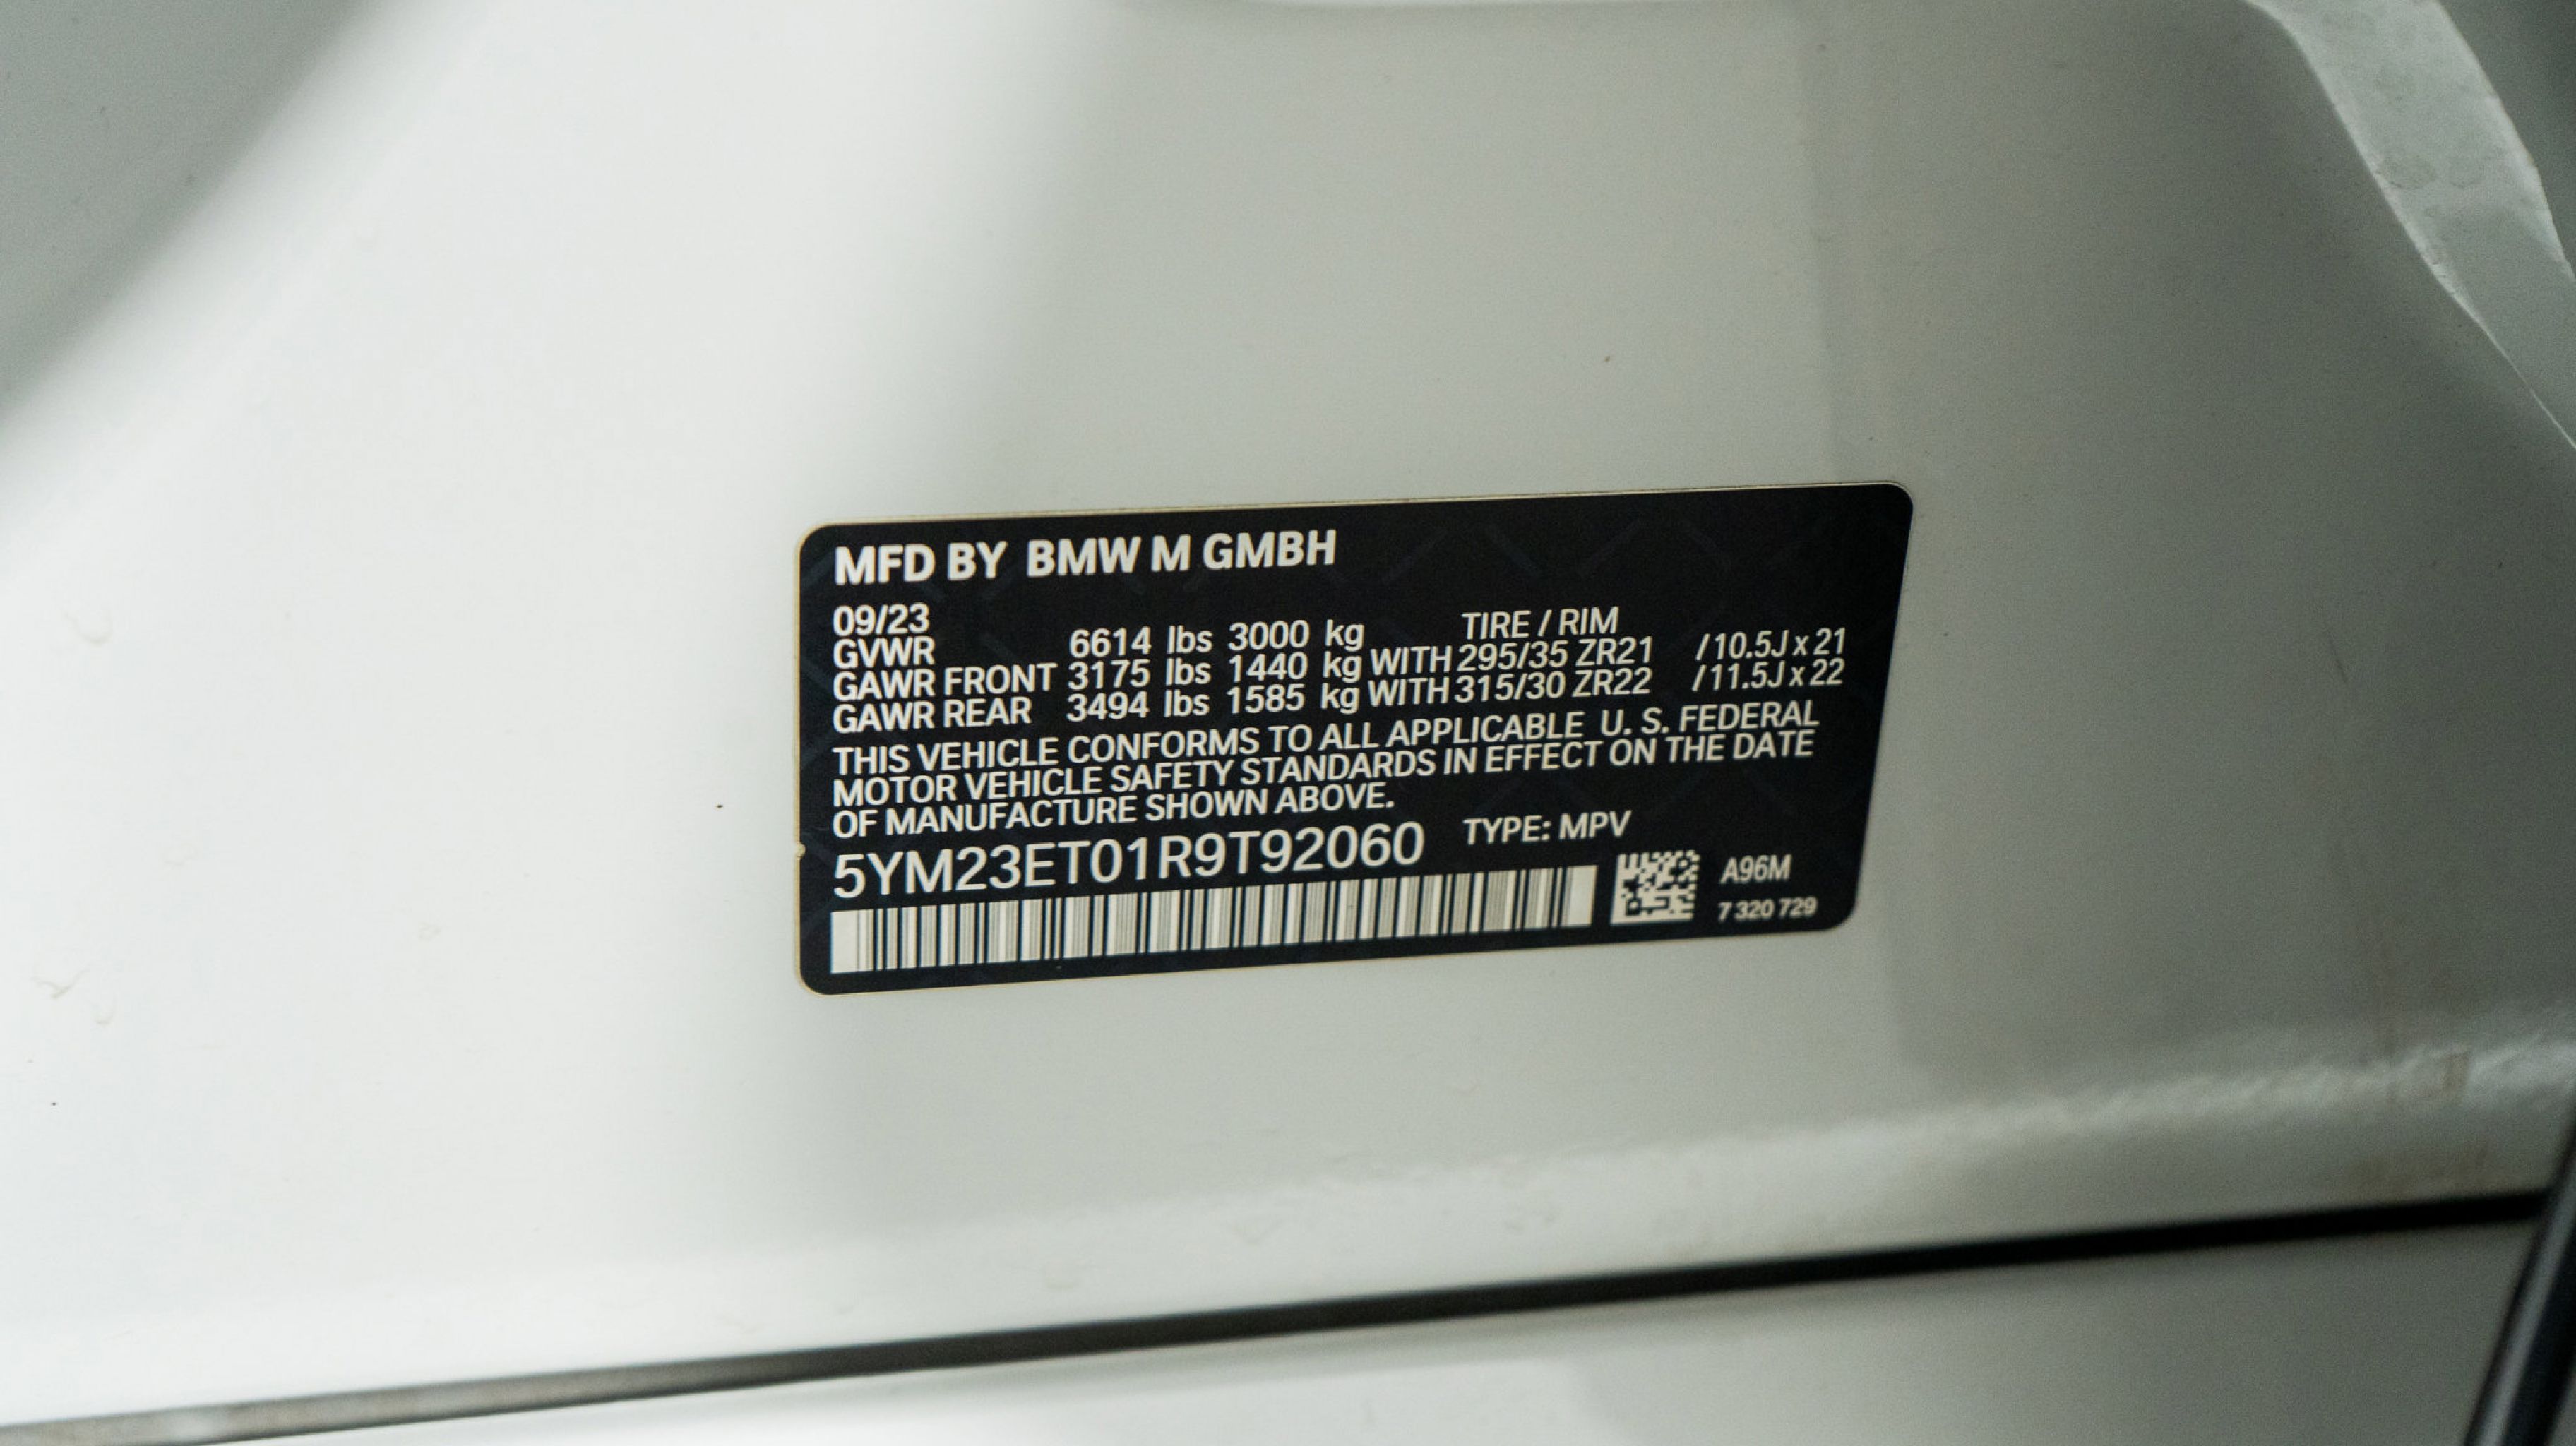 MFD BY BMW M GMBH
09/23 TIRE / RIM
GVWR 6614 lbs 3000 kg
GAWR FRONT 3175 lbs 1440 kg WITH 295/35 ZR21 /10.5J x 21
GAWR REAR 3494 lbs 1585 kg WITH 315/30 ZR22 /11.5J x 22
THIS VEHICLE CONFORMS TO ALL APPLICABLE U. S. FEDERAL
MOTOR VEHICLE SAFETY STANDARDS IN EFFECT ON THE DATE
OF MANUFACTURE SHOWN ABOVE.
5YM23ET01R9T92060 TYPE: MPV
A96M
7 320 729